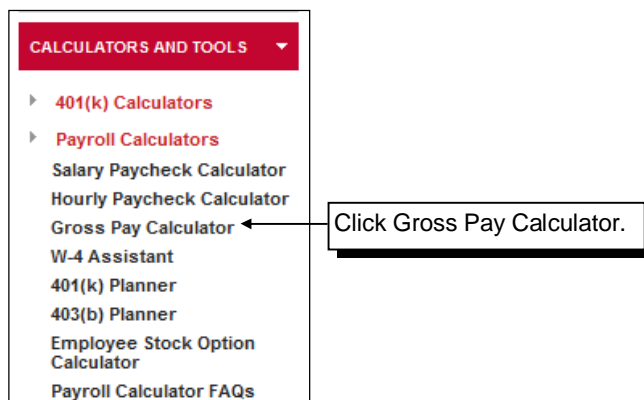 CALCULATORS AND TOOLS
401(k) Calculators
Payroll Calculators
Salary Paycheck Calculator
Hourly Paycheck Calculator
Gross Pay Calculator
Click Gross Pay Calculator.
W-4 Assistant
401(k) Planner
403(b) Planner
Employee Stock Option
Calculator
Payroll Calculator FAQs